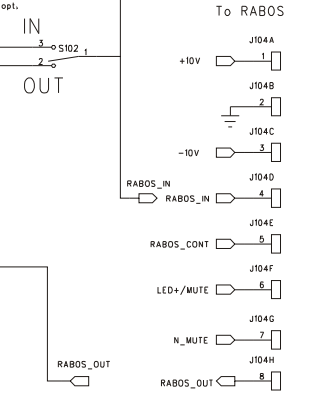 opt.
To RABOS
IN
3
S102
1
2
OUT
J104A
+10V
1
J104B
2
J104C
-10V
3
J104D
RABOS_IN
RABOS_IN
4
J104E
RABOS_CONT
5
J104F
LED+/MUTE
6
J104G
N_MUTE
7
J104H
RABOS_OUT
RABOS_OUT
8